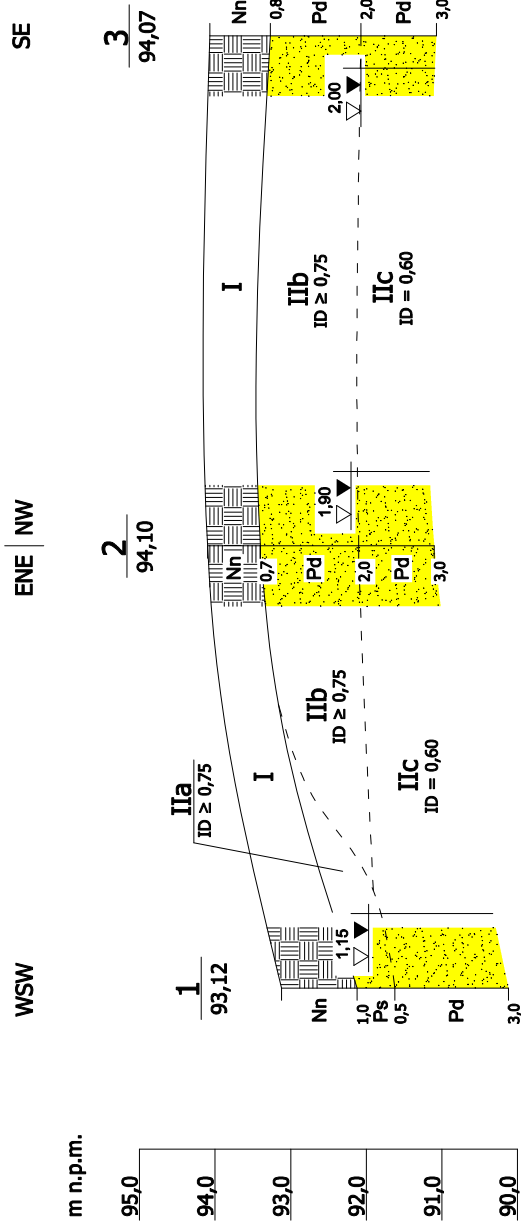 m n.p.m.
95,0
94,0
93,0
92,0
91,0
90,0
WSW
1
93,12
Nn
1,0
Ps
0,5
Pd
3,0
1,15
IIa
ID ≥ 0,75
I
IIb
ID ≥ 0,75
IIc
ID = 0,60
ENE | NW
2
94,10
Nn
0,7
Pd
2,0
Pd
3,0
1,90
I
IIb
ID ≥ 0,75
IIc
ID = 0,60
SE
3
94,07
Nn
0,8
Pd
2,0
Pd
3,0
2,00